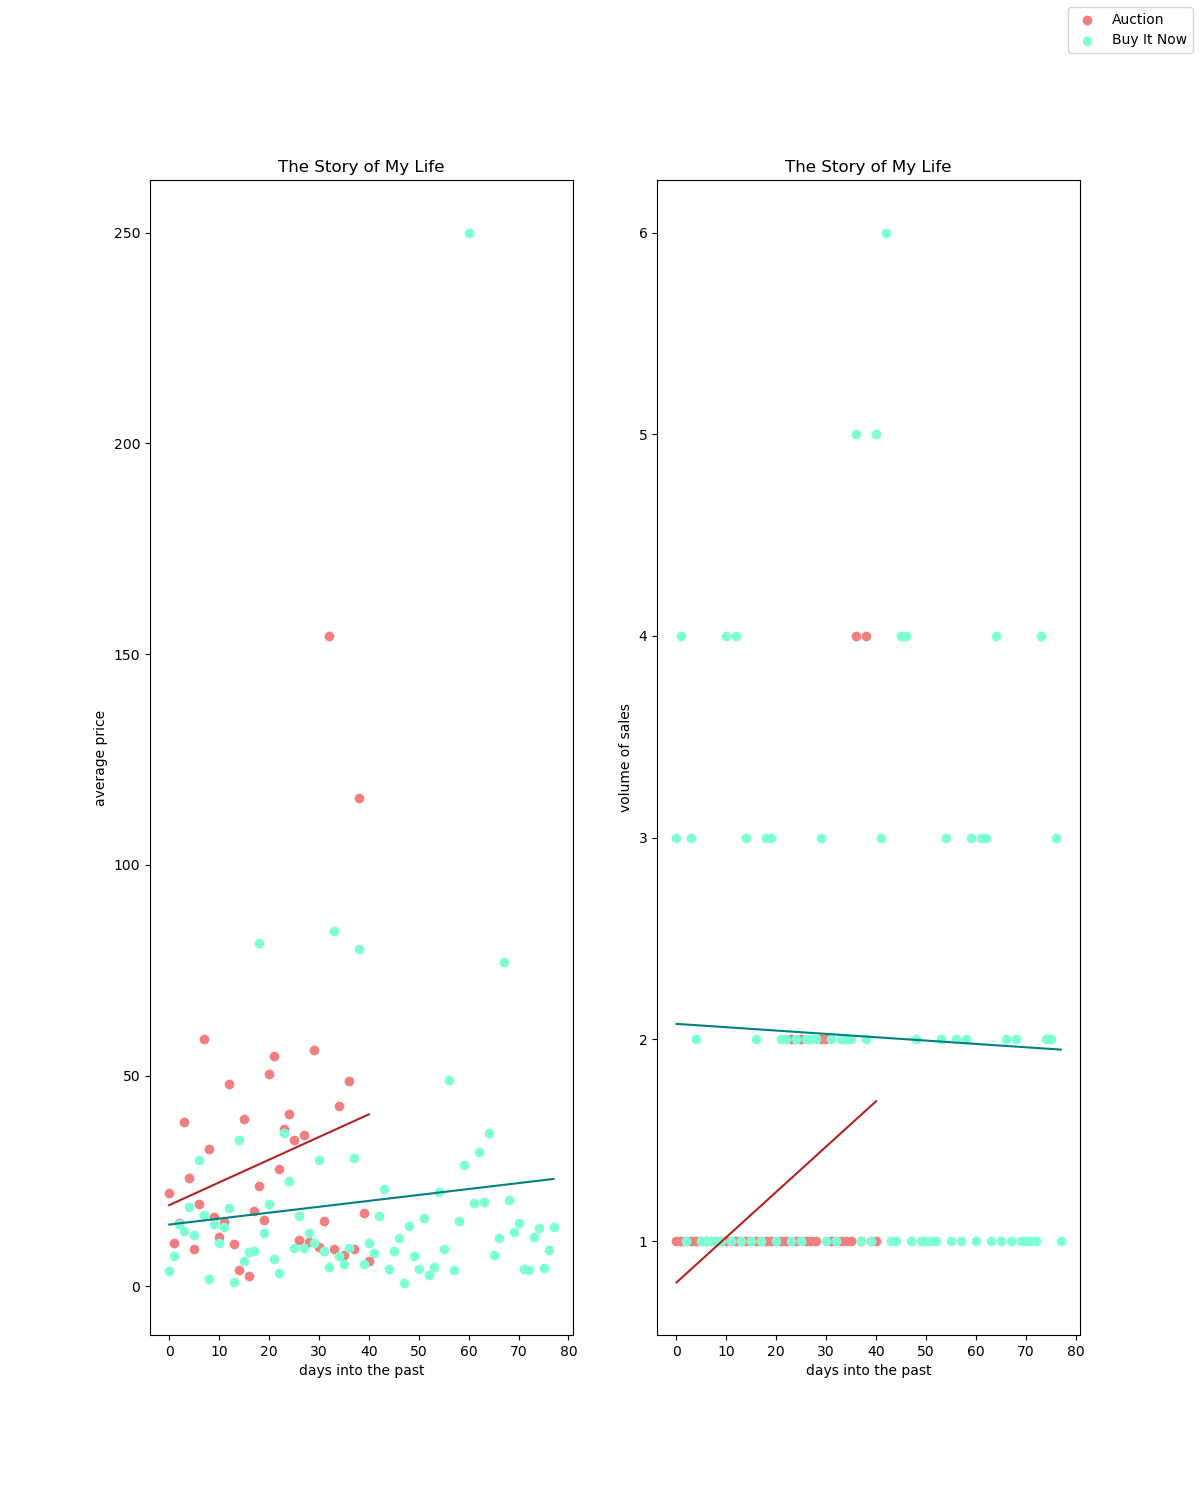 Auction
Buy It Now
The Story of My Life
250
200
150
100
50
0
average price
0 10 20 30 40 50 60 70 80
days into the past
The Story of My Life
6
5
4
3
2
1
volume of sales
0 10 20 30 40 50 60 70 80
days into the past